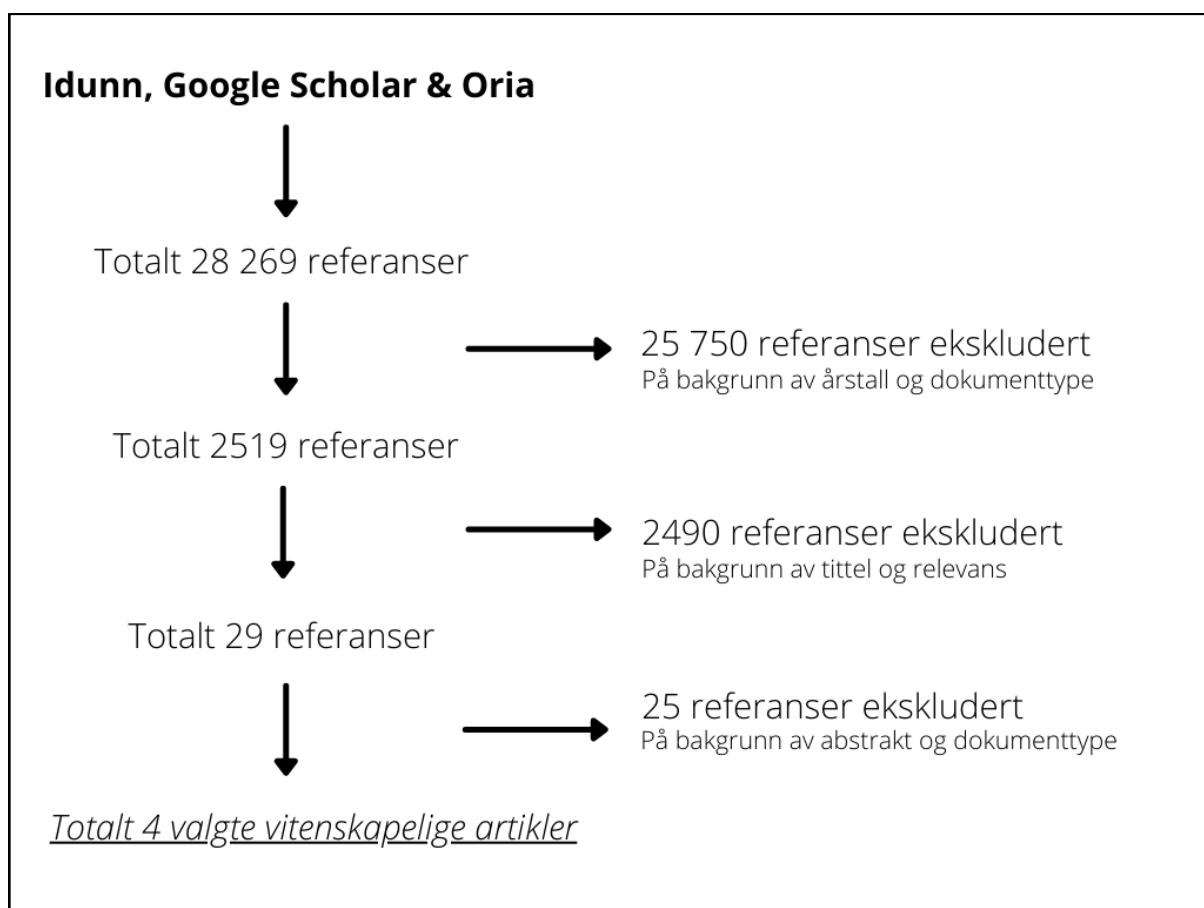 Idunn, Google Scholar & Oria
Totalt 28 269 referanser
25 750 referanser ekskludert
På bakgrunn av årstall og dokumenttype
Totalt 2519 referanser
2490 referanser ekskludert
På bakgrunn av tittel og relevans
Totalt 29 referanser
25 referanser ekskludert
På bakgrunn av abstrakt og dokumenttype
Totalt 4 valgte vitenskapelige artikler